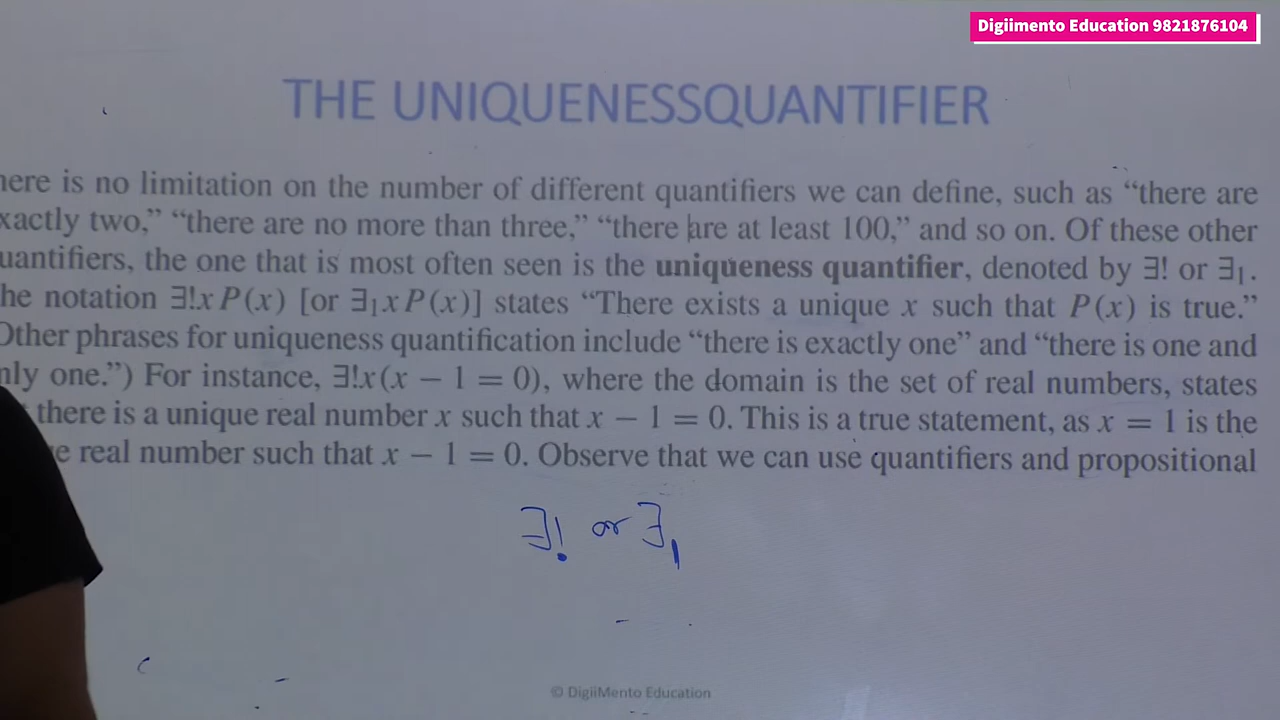 Digiimento Education 9821876104
THE UNIQUENESSQUANTIFIER
here is no limitation on the number of different quantifiers we can define, such as “there are
xactly two,” “there are no more than three,” “there are at least 100,” and so on. Of these other
uantifiers, the one that is most often seen is the uniqueness quantifier, denoted by ∃! or ∃₁.
he notation ∃!x P(x) [or ∃₁x P(x)] states “There exists a unique x such that P(x) is true.”
Other phrases for uniqueness quantification include “there is exactly one” and “there is one and
nly one.”) For instance, ∃!x(x − 1 = 0), where the domain is the set of real numbers, states
there is a unique real number x such that x − 1 = 0. This is a true statement, as x = 1 is the
e real number such that x − 1 = 0. Observe that we can use quantifiers and propositional
∃! or ∃₁
© DigiiMento Education